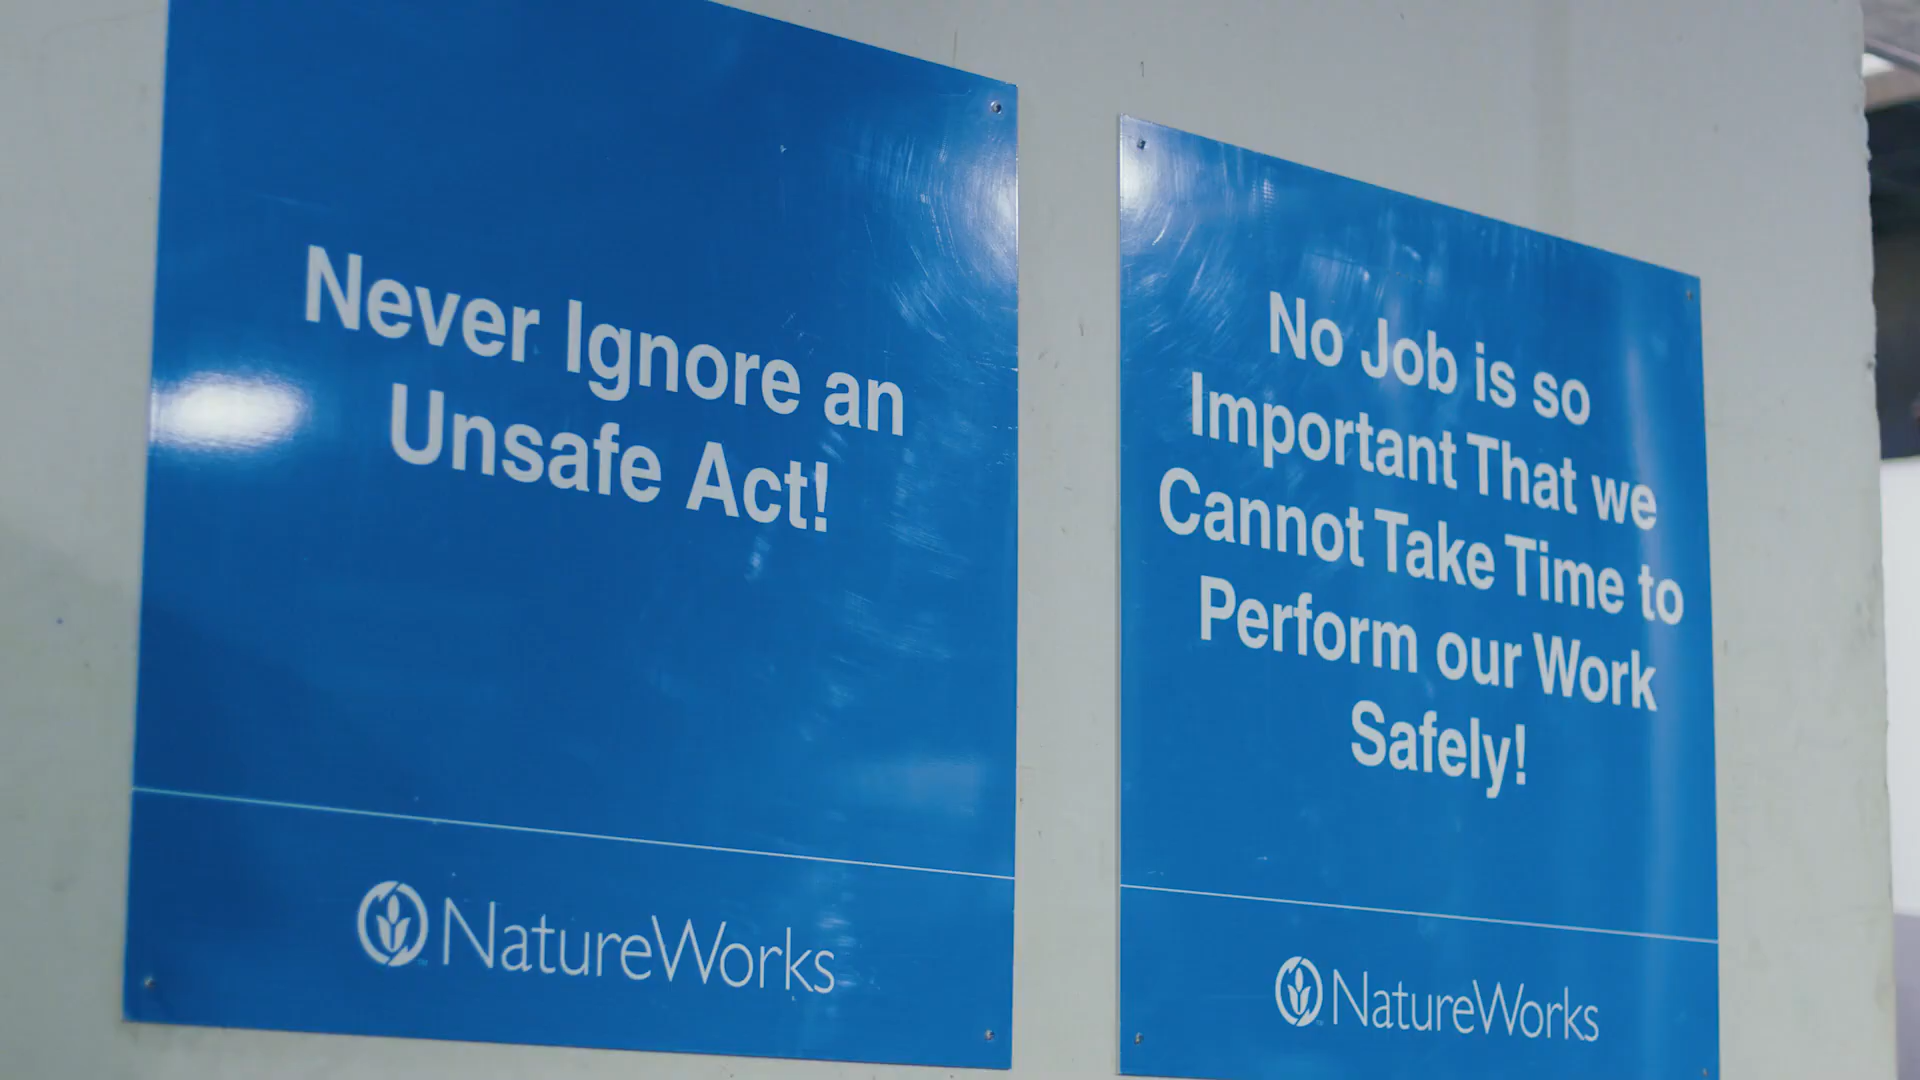 Never Ignore an
Unsafe Act!
NatureWorks
No Job is so
Important That we
Cannot Take Time to
Perform our Work
Safely!
NatureWorks